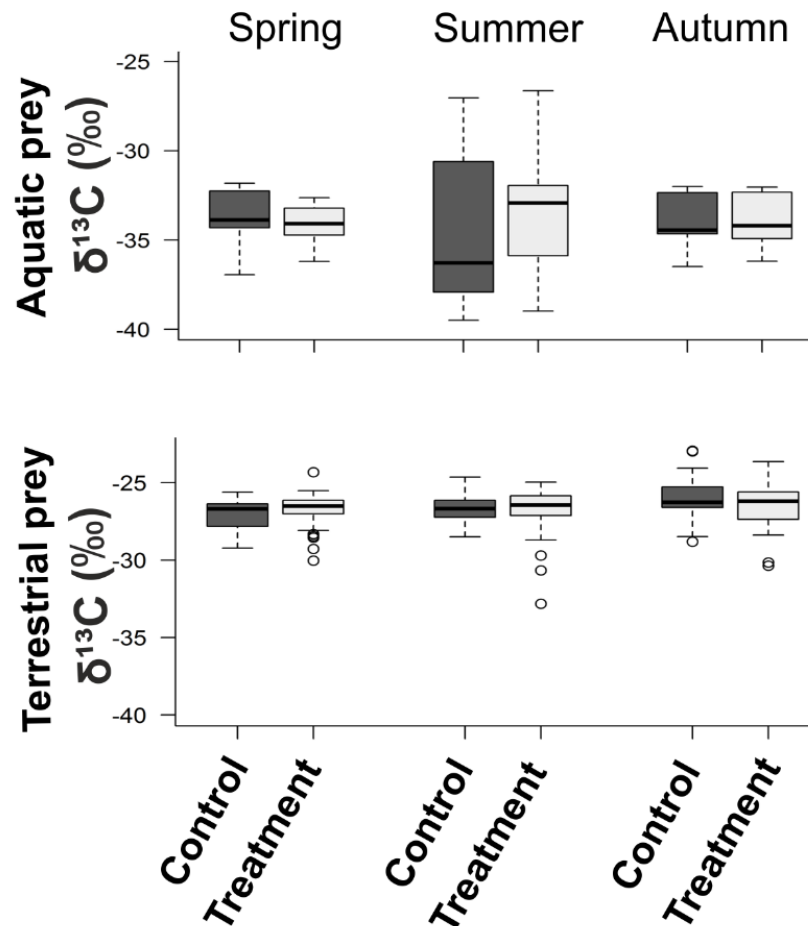 Spring Summer Autumn
Aquatic prey
δ¹³C (‰)
-25
-30
-35
-40
Terrestrial prey
δ¹³C (‰)
-25
-30
-35
-40
Control Treatment Control Treatment Control Treatment